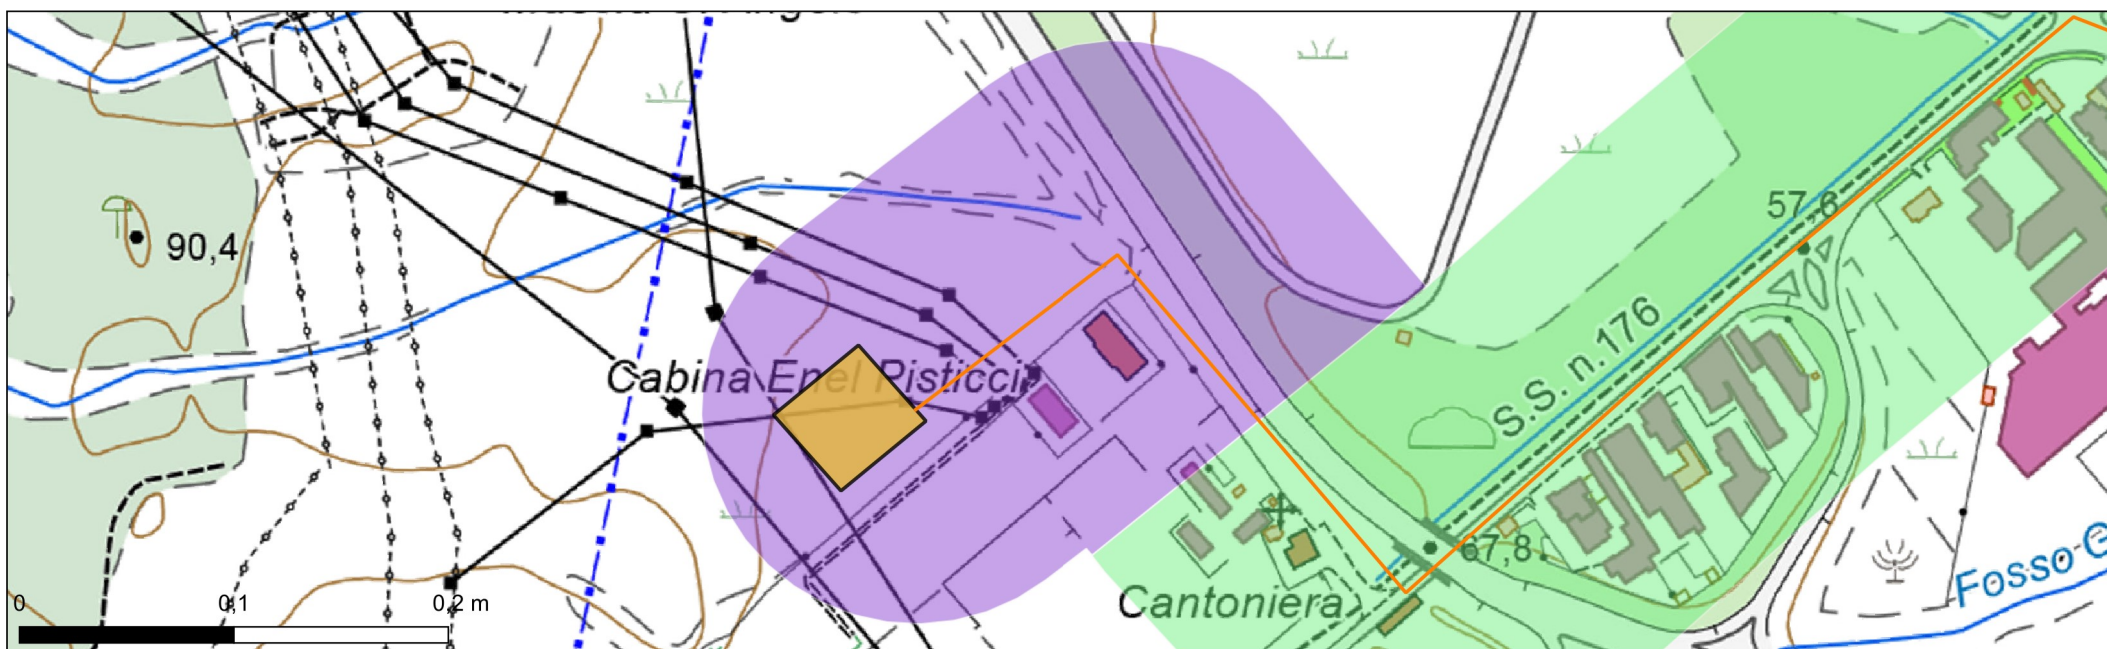 90,4
57,6
Cabina Enel Pisticci
S.S. n.176
67,8
Cantoniera
Fosso G
0 0,1 0,2 m